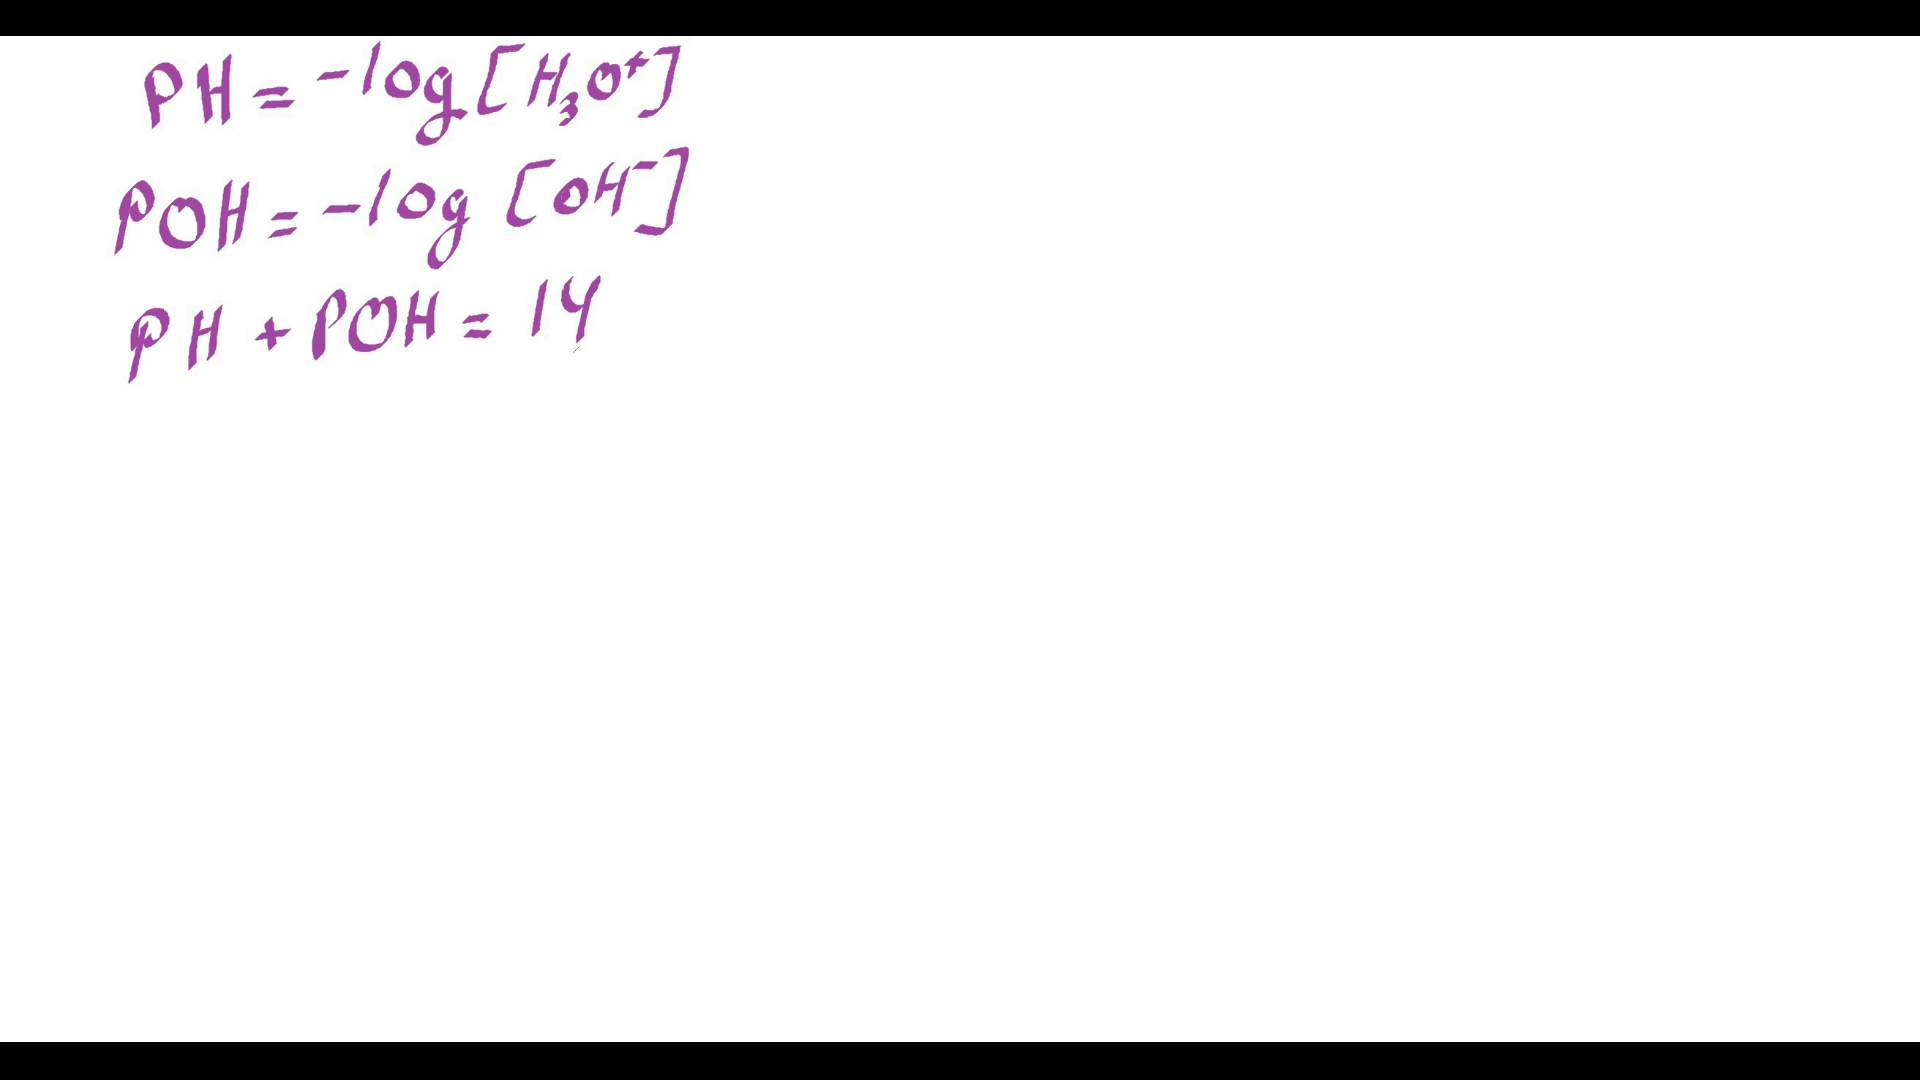 PH = -log [H₃O⁺]
POH = -log [OH⁻]
PH + POH = 14